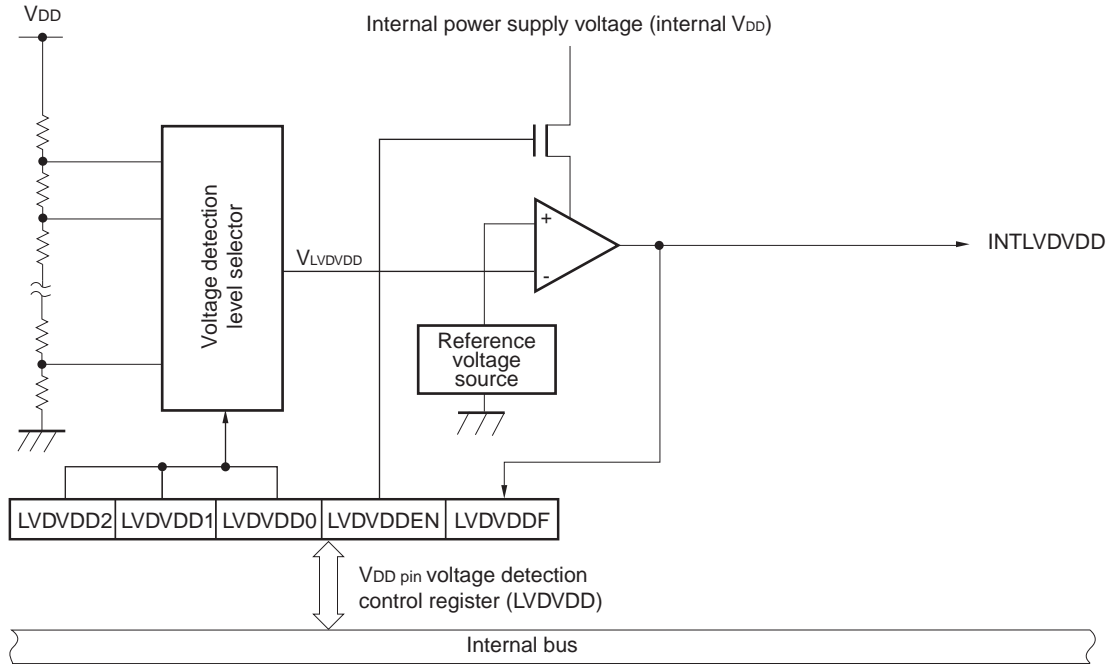 VDD
Internal power supply voltage (internal VDD)
Voltage detection
level selector
VLVDVDD
+
-
INTLVDVDD
Reference
voltage
source
LVDVDD2 LVDVDD1 LVDVDD0 LVDVDDEN LVDVDDF
VDD pin voltage detection
control register (LVDVDD)
Internal bus